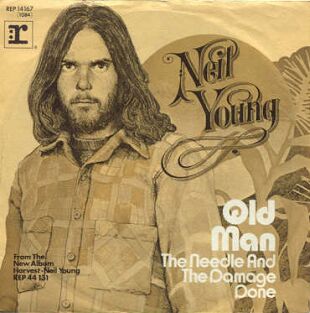 REP 14167
(1084)
r
Neil
Young
Old
Man
The Needle And
The Damage
Done
From The
New Album
Harvest-Neil Young
REP 44 131